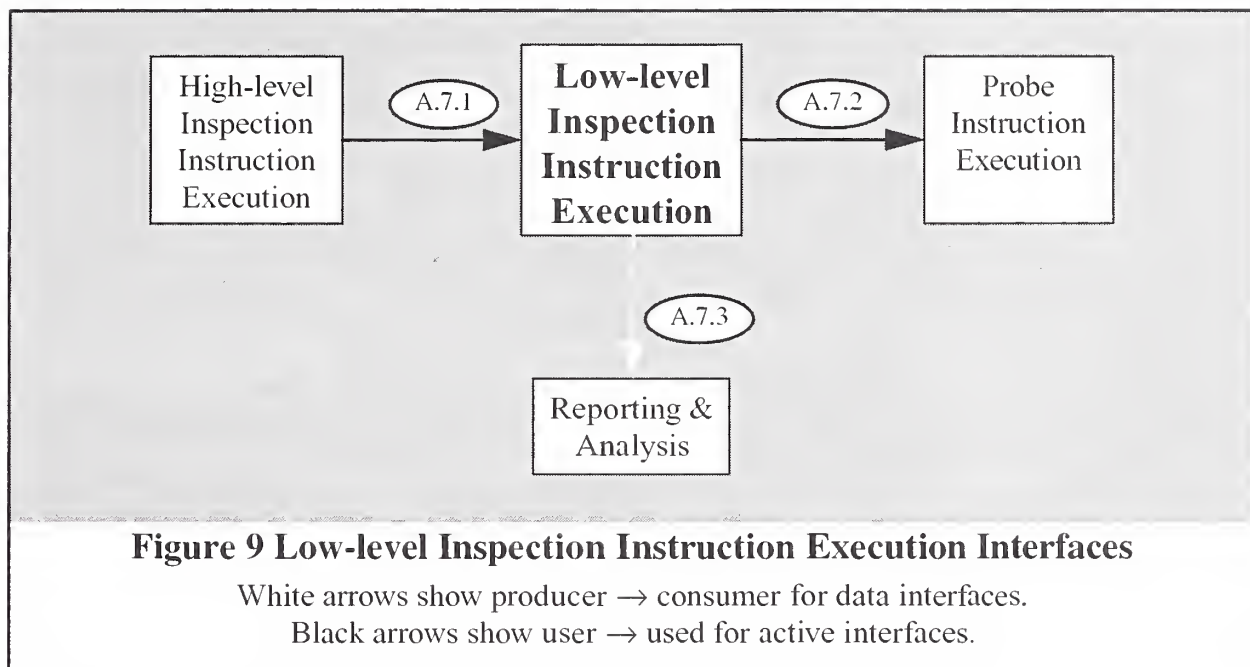 High-level
Inspection
Instruction
Execution
A.7.1
Low-level
Inspection
Instruction
Execution
A.7.2
Probe
Instruction
Execution
A.7.3
Reporting &
Analysis
Figure 9 Low-level Inspection Instruction Execution Interfaces
White arrows show producer → consumer for data interfaces.
Black arrows show user → used for active interfaces.